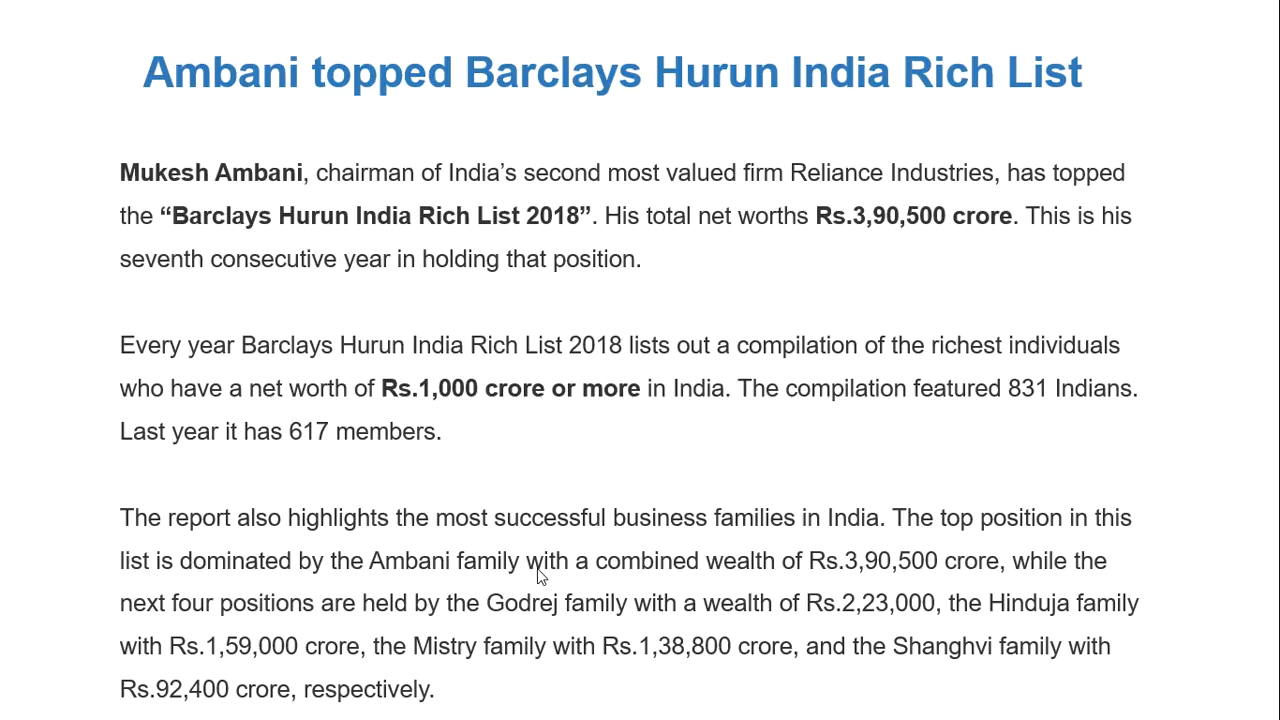 Ambani topped Barclays Hurun India Rich List
Mukesh Ambani, chairman of India’s second most valued firm Reliance Industries, has topped
the “Barclays Hurun India Rich List 2018”. His total net worths Rs.3,90,500 crore. This is his
seventh consecutive year in holding that position.
Every year Barclays Hurun India Rich List 2018 lists out a compilation of the richest individuals
who have a net worth of Rs.1,000 crore or more in India. The compilation featured 831 Indians.
Last year it has 617 members.
The report also highlights the most successful business families in India. The top position in this
list is dominated by the Ambani family with a combined wealth of Rs.3,90,500 crore, while the
next four positions are held by the Godrej family with a wealth of Rs.2,23,000, the Hinduja family
with Rs.1,59,000 crore, the Mistry family with Rs.1,38,800 crore, and the Shanghvi family with
Rs.92,400 crore, respectively.